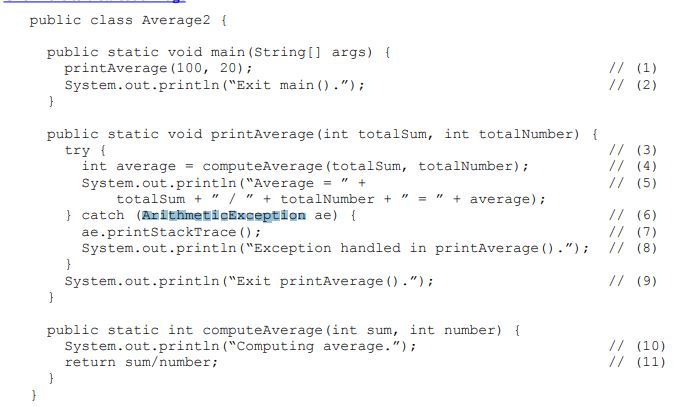 public class Average2 {
public static void main(String[] args) {
printAverage(100, 20); // (1)
System.out.println(“Exit main().”); // (2)
}
public static void printAverage(int totalSum, int totalNumber) {
try { // (3)
int average = computeAverage(totalSum, totalNumber); // (4)
System.out.println(“Average = ” + // (5)
totalSum + ” / ” + totalNumber + ” = ” + average);
} catch (ArithmeticException ae) { // (6)
ae.printStackTrace(); // (7)
System.out.println(“Exception handled in printAverage().”); // (8)
}
System.out.println(“Exit printAverage().”); // (9)
}
public static int computeAverage(int sum, int number) {
System.out.println(“Computing average.”); // (10)
return sum/number; // (11)
}
}